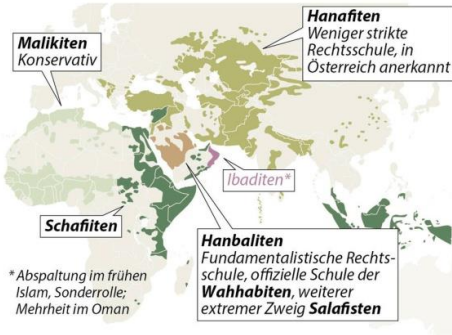 Hanafiten
Weniger strikte
Rechtsschule, in
Österreich anerkannt
Malikiten
Konservativ
Ibaditen*
Schafiiten
Hanbaliten
Fundamentalistische Rechts-
schule, offizielle Schule der
Wahhabiten, weiterer
extremer Zweig Salafisten
* Abspaltung im frühen
Islam, Sonderrolle;
Mehrheit im Oman